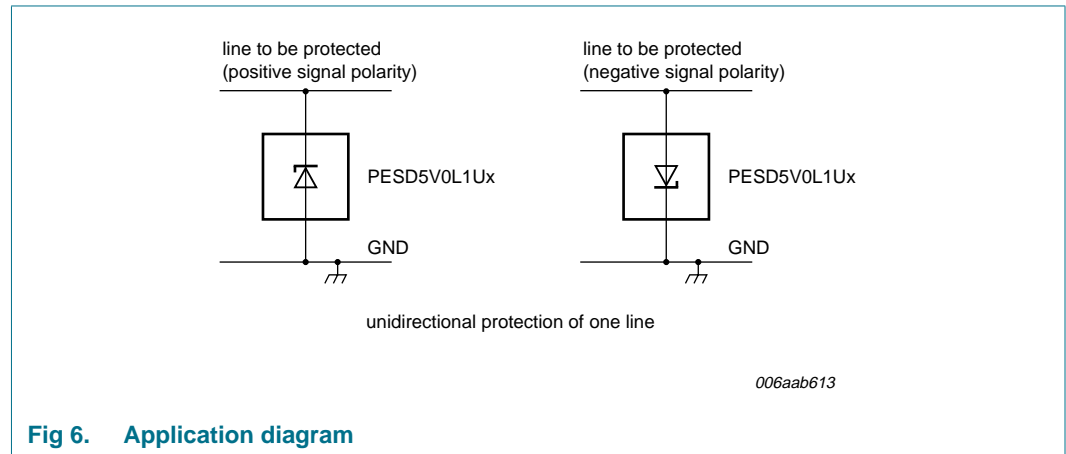 line to be protected
(positive signal polarity)
PESD5V0L1Ux
GND
line to be protected
(negative signal polarity)
PESD5V0L1Ux
GND
unidirectional protection of one line
006aab613
Fig 6. Application diagram